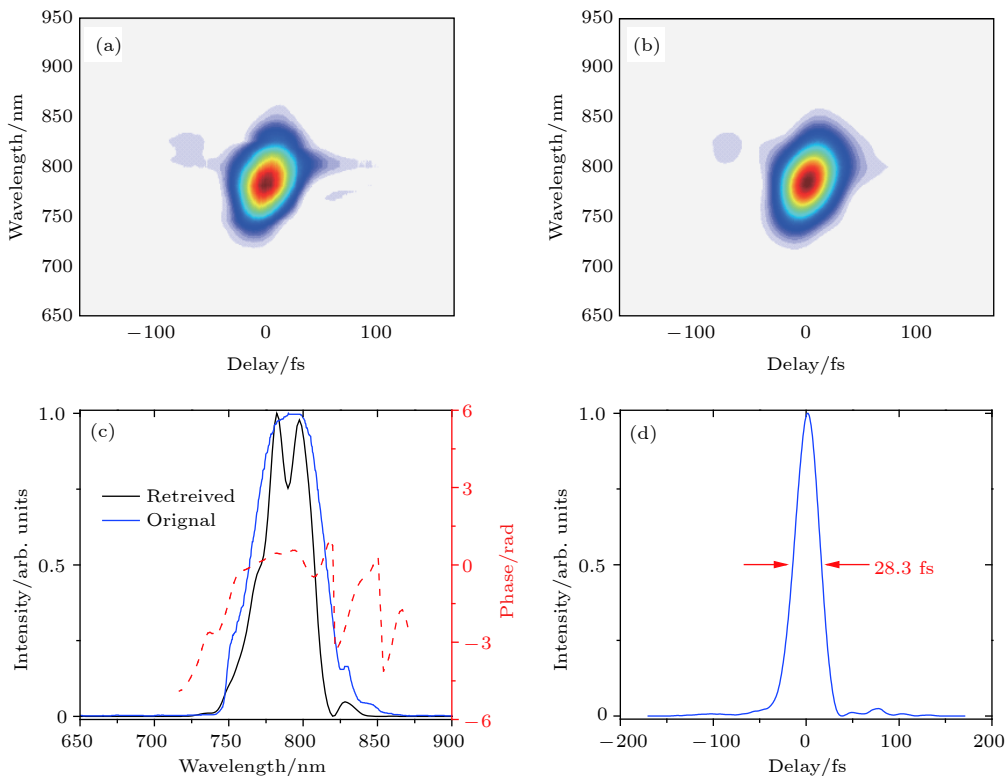 (a)
950
900
850
800
750
700
650
Wavelength/nm
−100 0 100
Delay/fs
(b)
950
900
850
800
750
700
650
Wavelength/nm
−100 0 100
Delay/fs
(c)
1.0
0.5
0
Intensity/arb. units
Retreived
Orignal
6
3
0
−3
−6
Phase/rad
650 700 750 800 850 900
Wavelength/nm
(d)
1.0
0.5
0
Intensity/arb. units
28.3 fs
−200 −100 0 100 200
Delay/fs